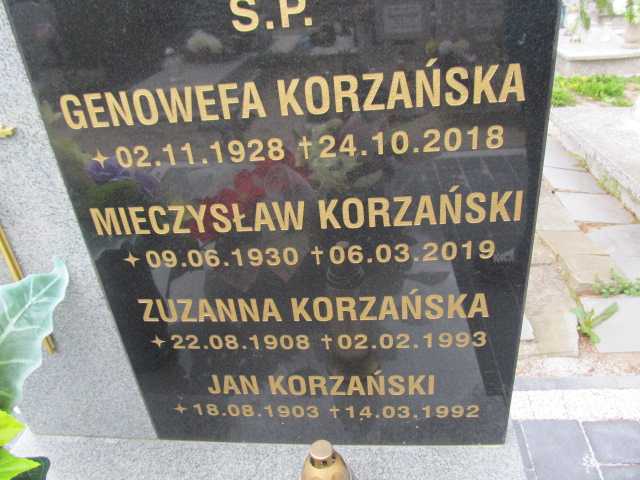 Ś.P.
GENOWEFA KORZAŃSKA
✦02.11.1928 †24.10.2018
MIECZYSŁAW KORZAŃSKI
✦09.06.1930 †06.03.2019
ZUZANNA KORZAŃSKA
✦22.08.1908 †02.02.1993
JAN KORZAŃSKI
✦18.08.1903 †14.03.1992